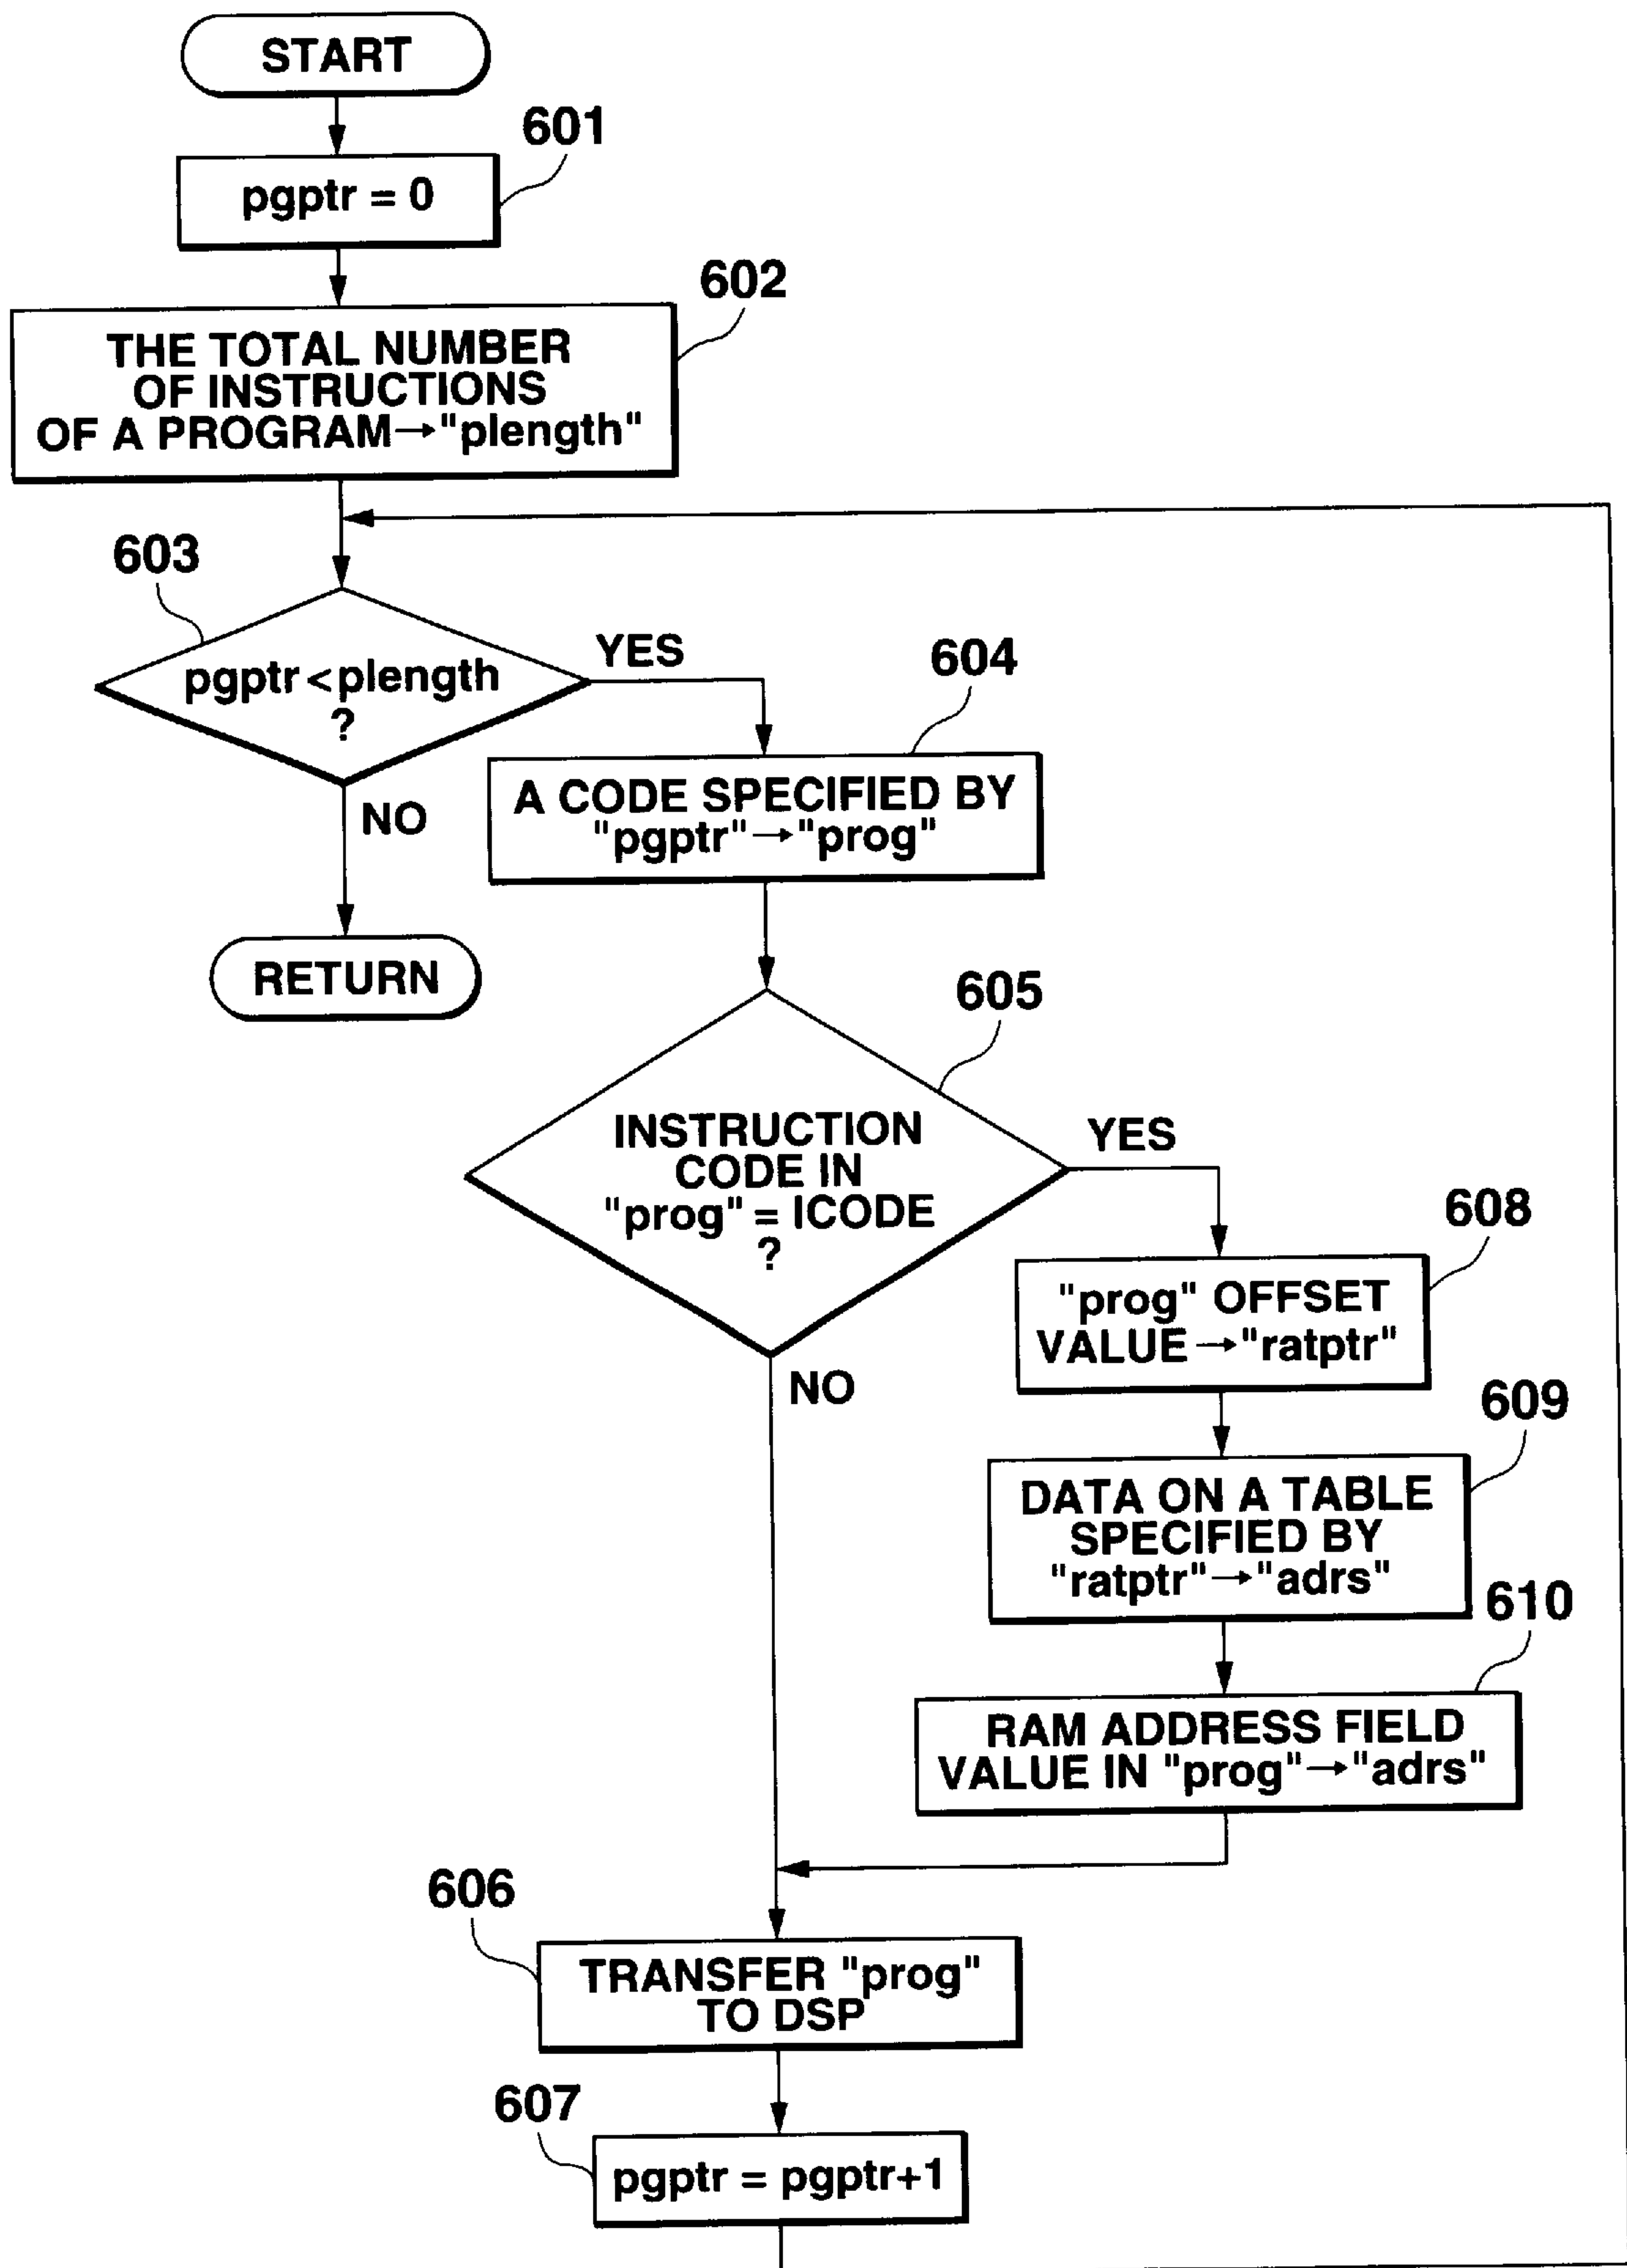 START
601
pgptr = 0
602
THE TOTAL NUMBER
OF INSTRUCTIONS
OF A PROGRAM→"plength"
603
pgptr<plength
?
YES
NO
RETURN
604
A CODE SPECIFIED BY
"pgptr"→"prog"
605
INSTRUCTION
CODE IN
"prog" = ICODE
?
YES
NO
608
"prog" OFFSET
VALUE→"ratptr"
609
DATA ON A TABLE
SPECIFIED BY
"ratptr"→"adrs"
610
RAM ADDRESS FIELD
VALUE IN "prog"→"adrs"
606
TRANSFER "prog"
TO DSP
607
pgptr = pgptr+1